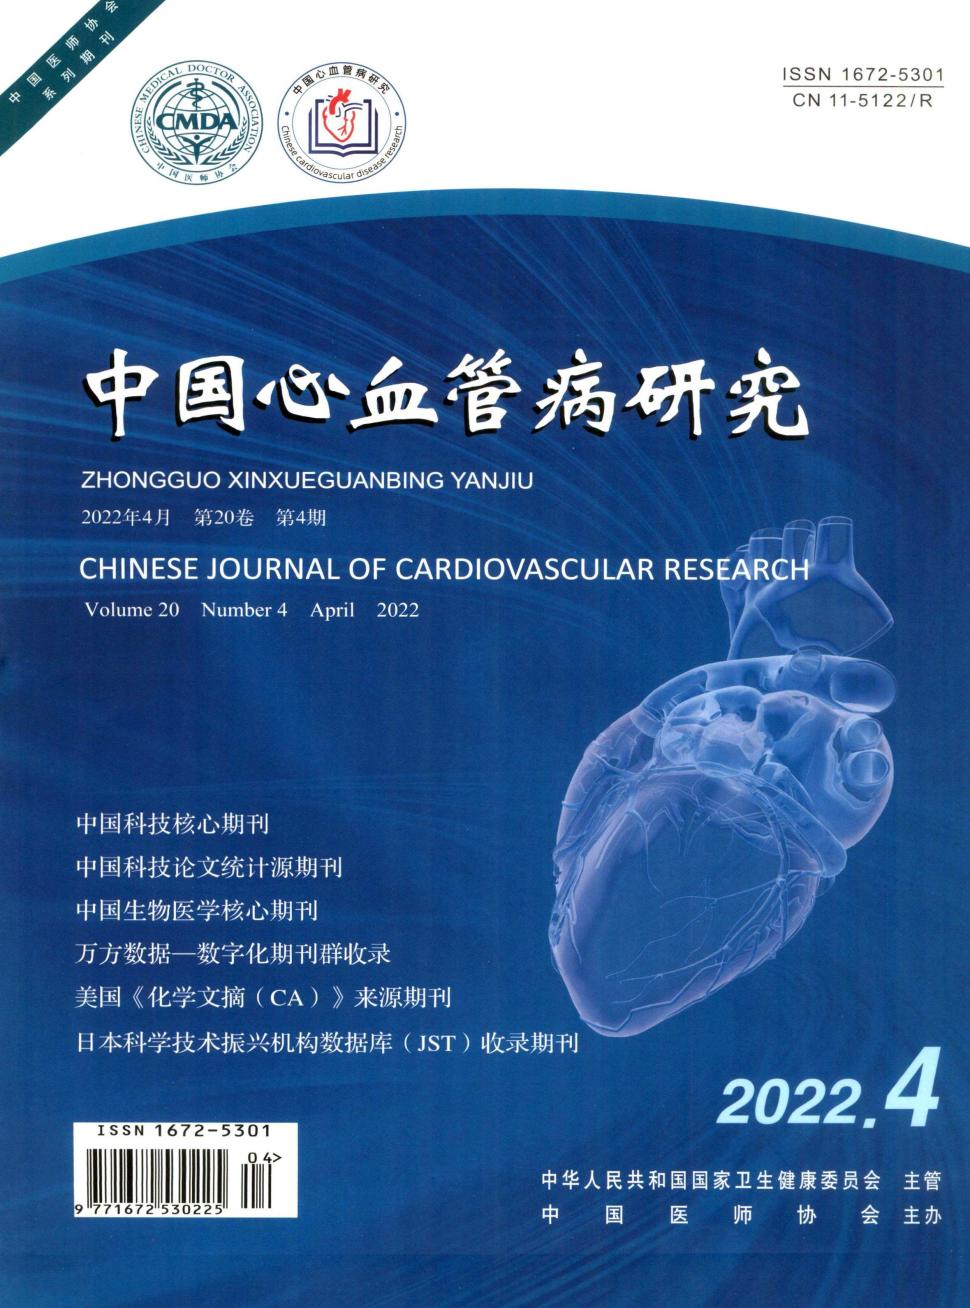 中国医师协会
系列期刊
CHINESE MEDICAL DOCTOR ASSOCIATION
CMDA
中国医师协会
中国心血管病研究
Chinese cardiovascular disease research
ISSN 1672-5301
CN 11-5122/R
中国心血管病研究
ZHONGGUO XINXUEGUANBING YANJIU
2022年4月 第20卷 第4期
CHINESE JOURNAL OF CARDIOVASCULAR RESEARCH
Volume 20 Number 4 April 2022
中国科技核心期刊
中国科技论文统计源期刊
中国生物医学核心期刊
万方数据—数字化期刊群收录
美国《化学文摘（CA）》来源期刊
日本科学技术振兴机构数据库（JST）收录期刊
2022.4
ISSN 1672-5301
04>
9 771672 530225
中华人民共和国国家卫生健康委员会 主管
中国医师协会 主办